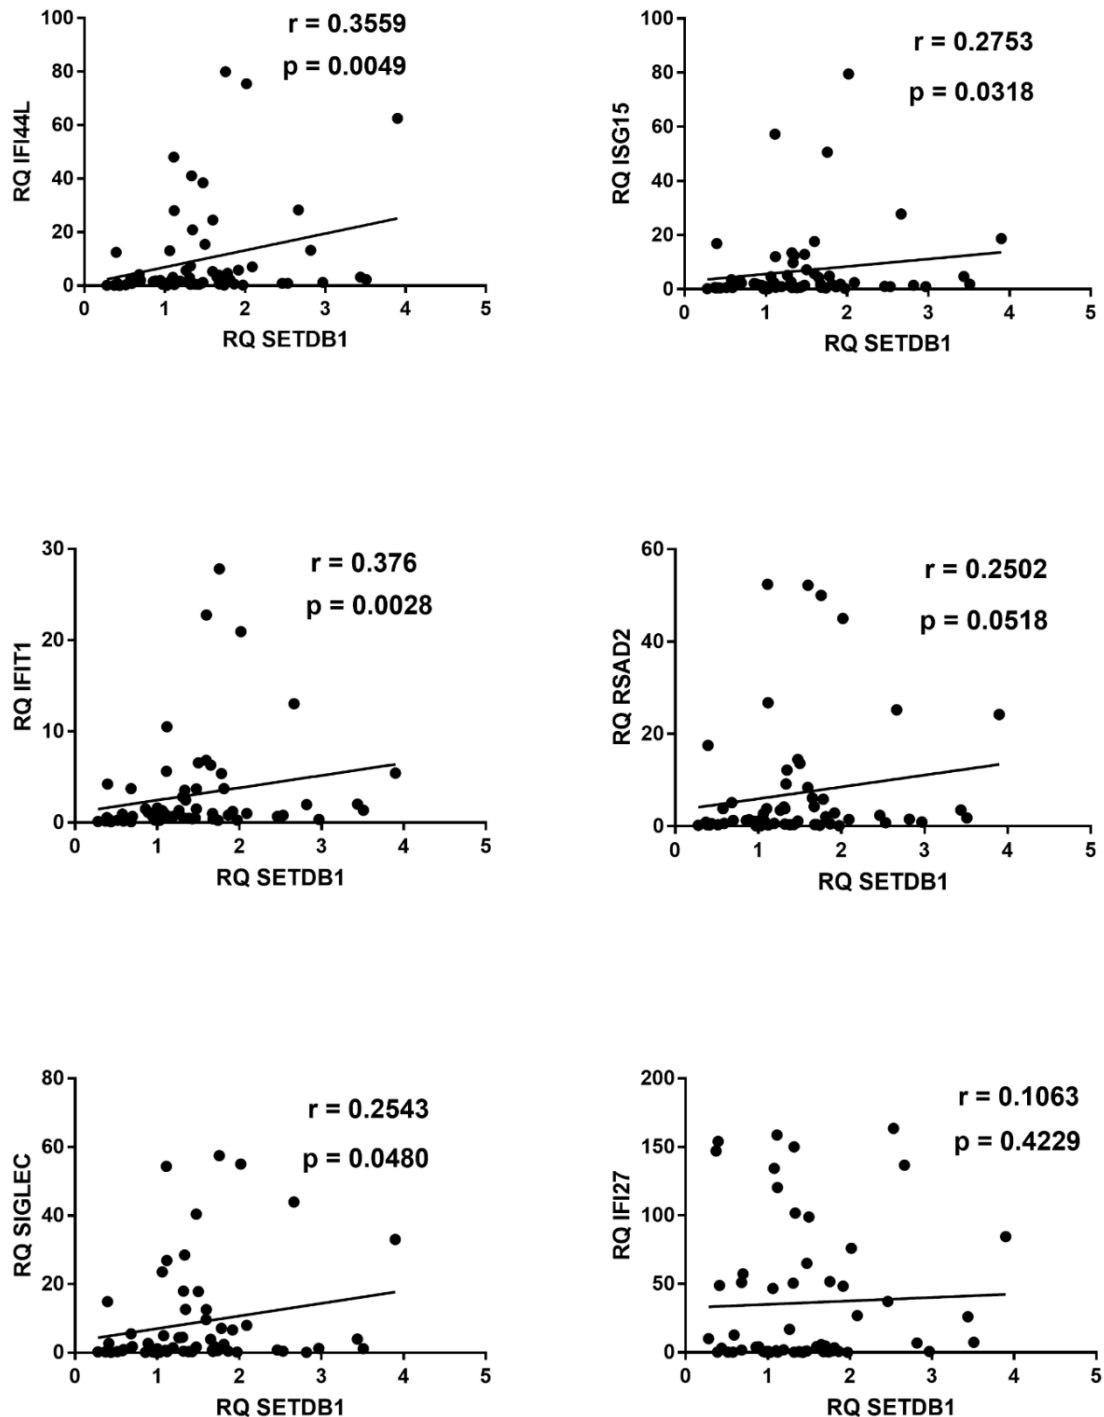 r = 0.3559
p = 0.0049
100
80
60
40
20
0
RQ IFI44L
0 1 2 3 4 5
RQ SETDB1
r = 0.2753
p = 0.0318
100
80
60
40
20
0
RQ ISG15
0 1 2 3 4 5
RQ SETDB1
r = 0.376
p = 0.0028
30
20
10
0
RQ IFIT1
0 1 2 3 4 5
RQ SETDB1
r = 0.2502
p = 0.0518
60
40
20
0
RQ RSAD2
0 1 2 3 4 5
RQ SETDB1
r = 0.2543
p = 0.0480
80
60
40
20
0
RQ SIGLEC
0 1 2 3 4 5
RQ SETDB1
r = 0.1063
p = 0.4229
200
150
100
50
0
RQ IFI27
0 1 2 3 4 5
RQ SETDB1